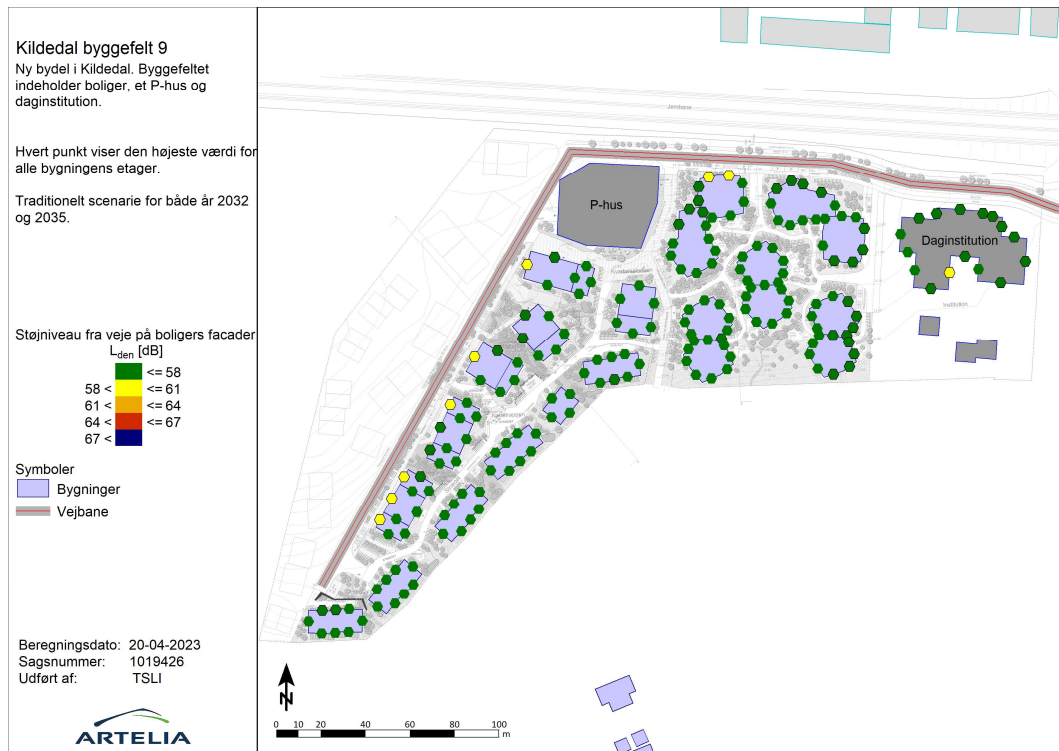 Kildedal byggefelt 9
Ny bydel i Kildedal. Byggefeltet
indeholder boliger, et P-hus og
daginstitution.
Hvert punkt viser den højeste værdi for
alle bygningens etager.
Traditionelt scenarie for både år 2032
og 2035.
Støjniveau fra veje på boligers facader
Lden [dB]
<= 58
58 < <= 61
61 < <= 64
64 < <= 67
67 <
Symboler
Bygninger
Vejbane
Beregningsdato: 20-04-2023
Sagsnummer: 1019426
Udført af: TSLI
ARTELIA
Jernbane
P-hus
Daginstitution
Institution
N
0 10 20 40 60 80 100
m